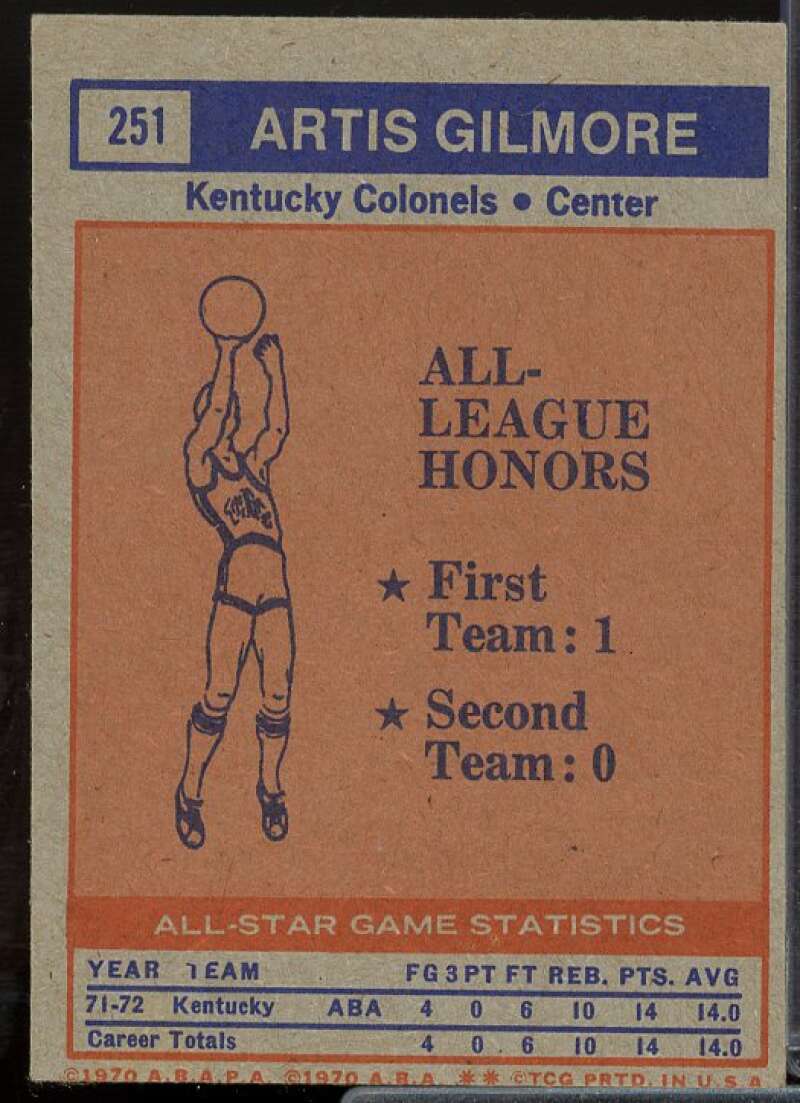 251 ARTIS GILMORE
Kentucky Colonels • Center
ALL-
LEAGUE
HONORS
★ First
Team: 1
★ Second
Team: 0
ALL-STAR GAME STATISTICS
YEAR TEAM FG 3PT FT REB. PTS. AVG
71-72 Kentucky ABA 4 0 6 10 14 14.0
Career Totals 4 0 6 10 14 14.0
©1970 A.B.A.P.A. ©1970 A.B.A. ** ©TCG PRTD. IN U.S.A